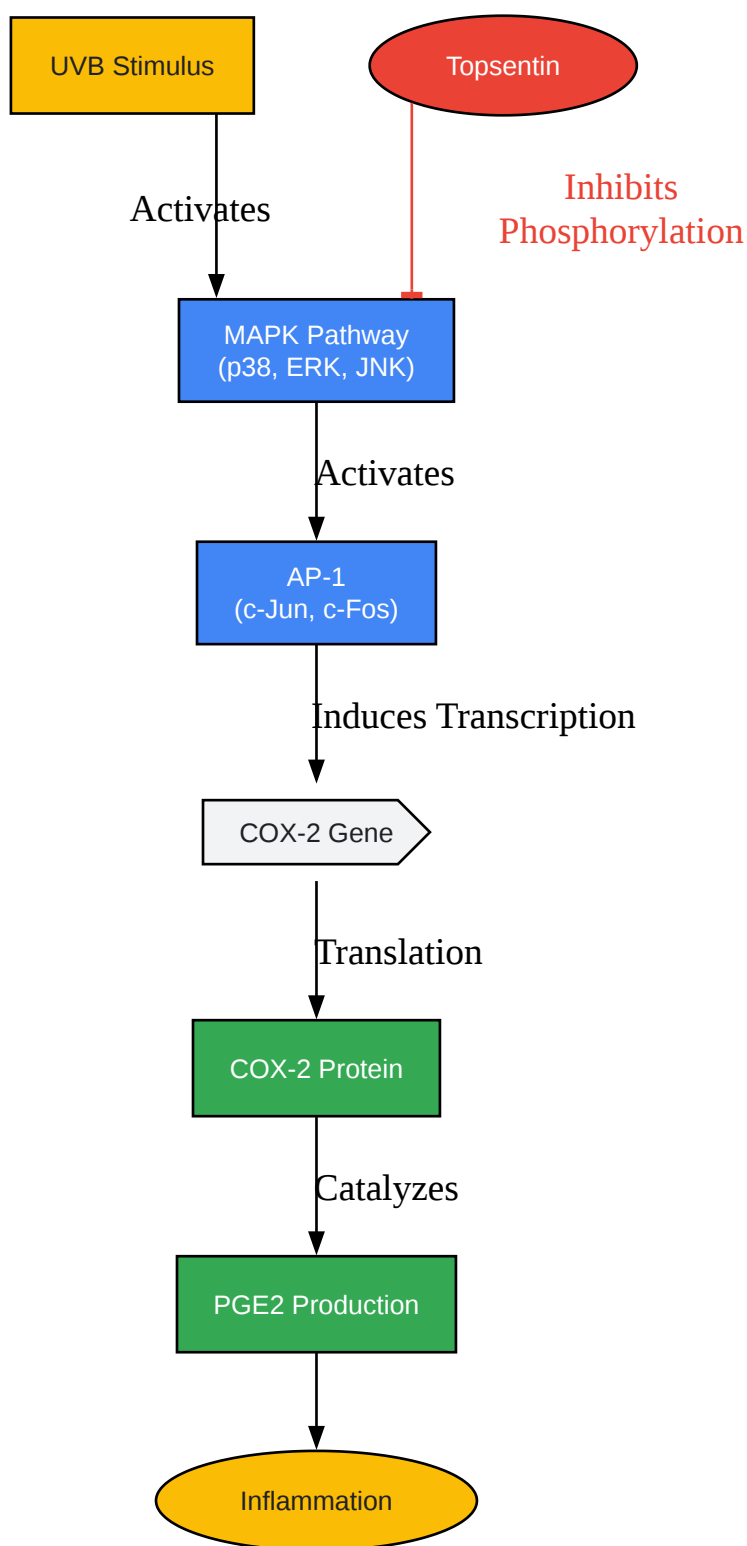 UVB Stimulus
Topsentin
Activates
Inhibits
Phosphorylation
MAPK Pathway
(p38, ERK, JNK)
Activates
AP-1
(c-Jun, c-Fos)
Induces Transcription
COX-2 Gene
Translation
COX-2 Protein
Catalyzes
PGE2 Production
Inflammation